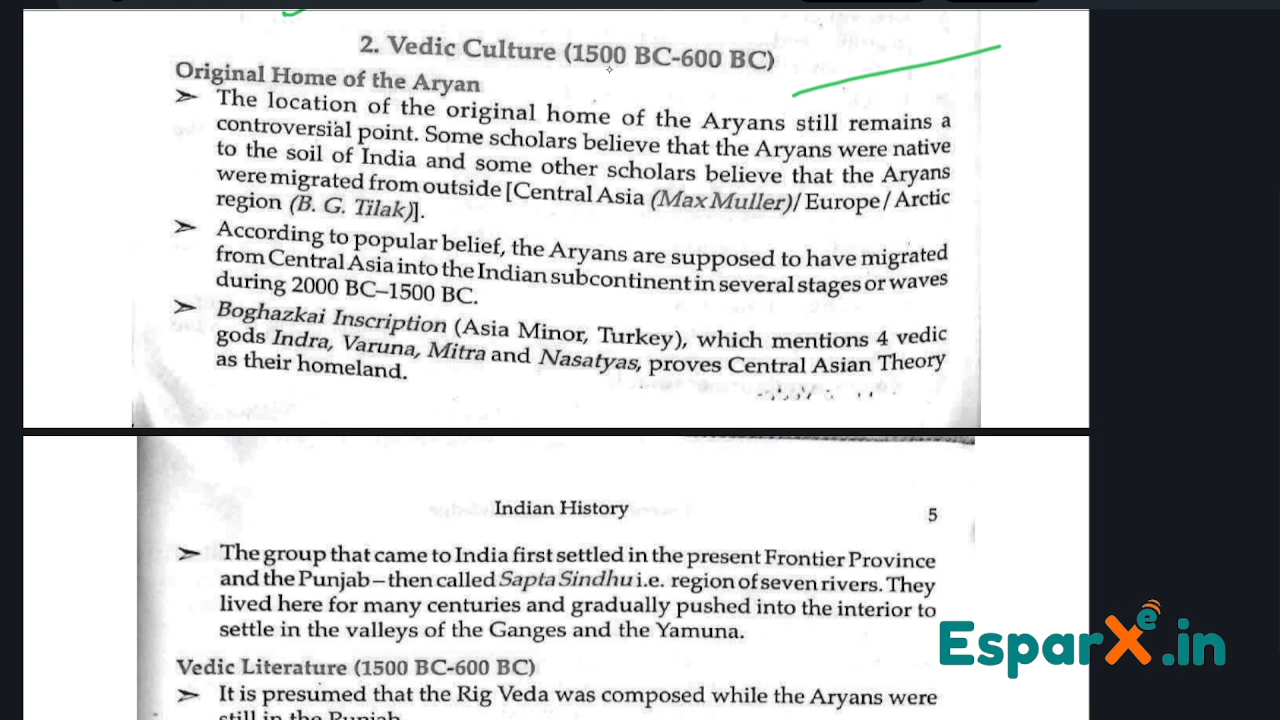 2. Vedic Culture (1500 BC-600 BC)
Original Home of the Aryan
➢ The location of the original home of the Aryans still remains a
controversial point. Some scholars believe that the Aryans were native
to the soil of India and some other scholars believe that the Aryans
were migrated from outside [Central Asia (Max Muller)/ Europe / Arctic
region (B. G. Tilak)].
➢ According to popular belief, the Aryans are supposed to have migrated
from Central Asia into the Indian subcontinent in several stages or waves
during 2000 BC–1500 BC.
➢ Boghazkai Inscription (Asia Minor, Turkey), which mentions 4 vedic
gods Indra, Varuna, Mitra and Nasatyas, proves Central Asian Theory
as their homeland.
Indian History 5
➢ The group that came to India first settled in the present Frontier Province
and the Punjab–then called Sapta Sindhu i.e. region of seven rivers. They
lived here for many centuries and gradually pushed into the interior to
settle in the valleys of the Ganges and the Yamuna.
EsparXe.in
Vedic Literature (1500 BC-600 BC)
➢ It is presumed that the Rig Veda was composed while the Aryans were
still in the Punjab.